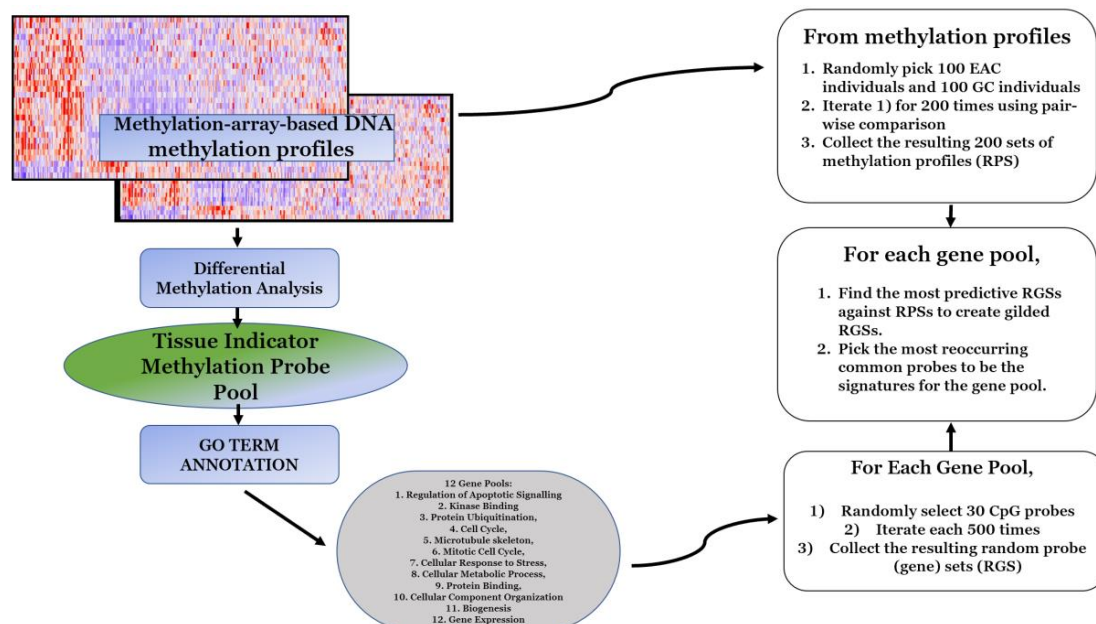 Methylation-array-based DNA
methylation profiles
Differential
Methylation Analysis
Tissue Indicator
Methylation Probe
Pool
GO TERM
ANNOTATION
12 Gene Pools:
1. Regulation of Apoptotic Signalling
2. Kinase Binding
3. Protein Ubiquitination,
4. Cell Cycle,
5. Microtubule skeleton,
6. Mitotic Cell Cycle,
7. Cellular Response to Stress,
8. Cellular Metabolic Process,
9. Protein Binding,
10. Cellular Component Organization
11. Biogenesis
12. Gene Expression
From methylation profiles
1. Randomly pick 100 EAC
individuals and 100 GC individuals
2. Iterate 1) for 200 times using pair-
wise comparison
3. Collect the resulting 200 sets of
methylation profiles (RPS)
For each gene pool,
1. Find the most predictive RGSs
against RPSs to create gilded
RGSs.
2. Pick the most reoccurring
common probes to be the
signatures for the gene pool.
For Each Gene Pool,
1) Randomly select 30 CpG probes
2) Iterate each 500 times
3) Collect the resulting random probe
(gene) sets (RGS)